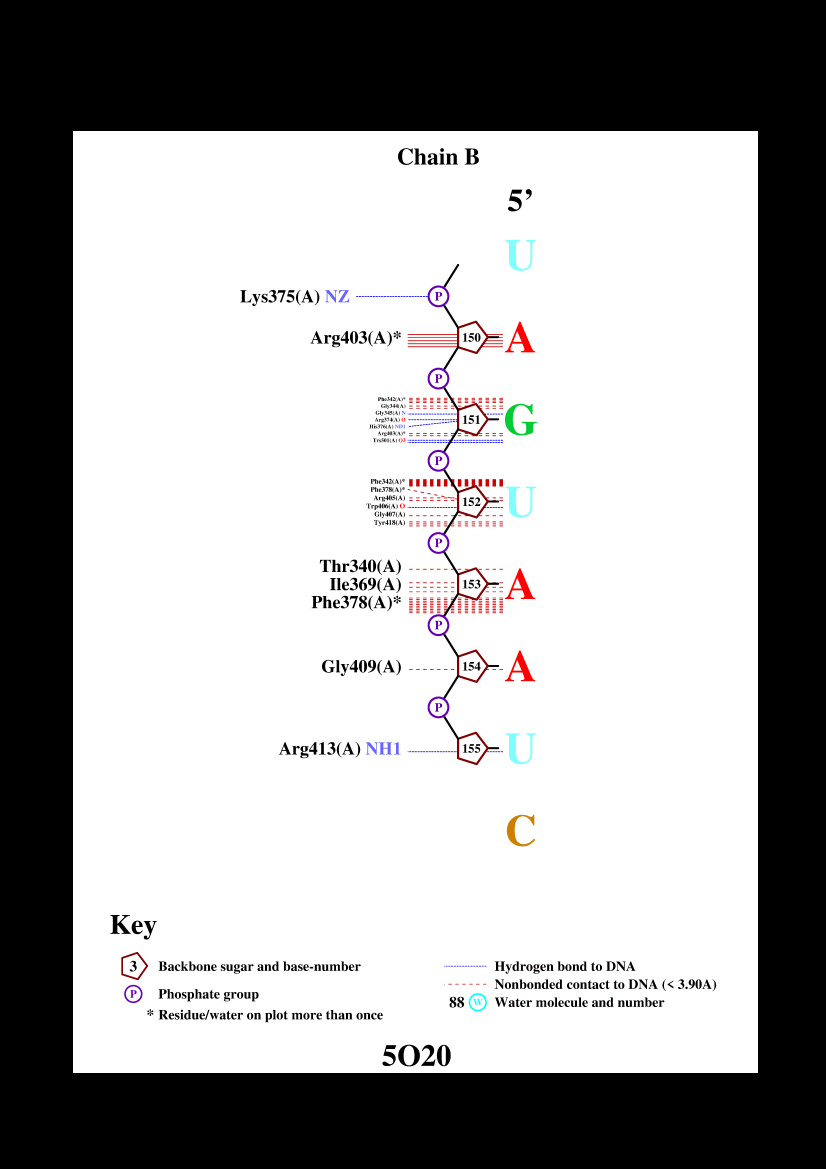 Chain B
5’
U
P
Lys375(A) NZ
Arg403(A)* 150 A
P
Phe342(A)*
Gly344(A)
Gly345(A) N
Arg374(A) O
His376(A) ND1
Arg403(A)*
Trs501(A) O3
151 G
P
Phe342(A)*
Phe378(A)*
Arg405(A)
Trp406(A) O
Gly407(A)
Tyr418(A)
152 U
P
Thr340(A)
Ile369(A)
Phe378(A)*
153 A
P
Gly409(A) 154 A
P
Arg413(A) NH1 155 U
C
Key
3 Backbone sugar and base-number
P Phosphate group
* Residue/water on plot more than once
Hydrogen bond to DNA
Nonbonded contact to DNA (< 3.90A)
88 W Water molecule and number
5O20